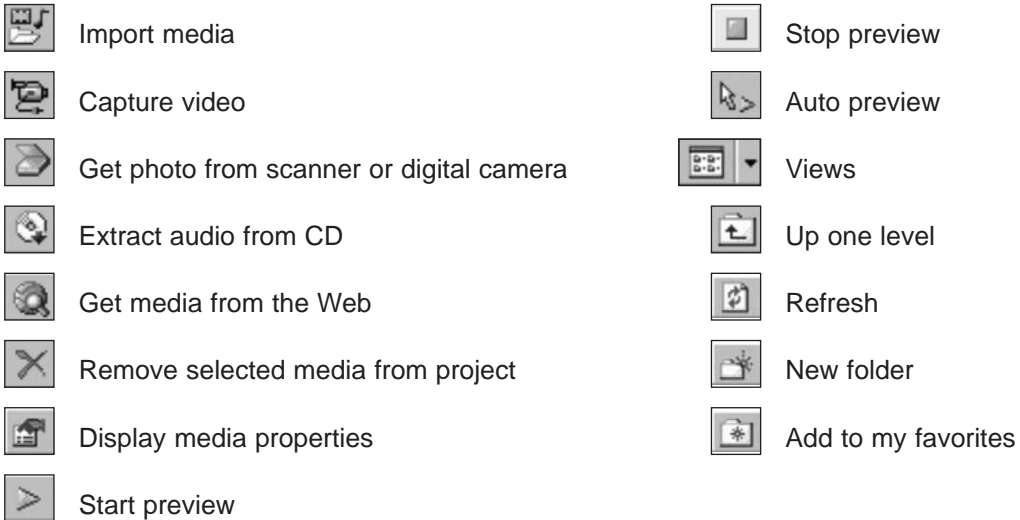 Import media
Capture video
Get photo from scanner or digital camera
Extract audio from CD
Get media from the Web
Remove selected media from project
Display media properties
Start preview
Stop preview
Auto preview
Views
Up one level
Refresh
New folder
Add to my favorites